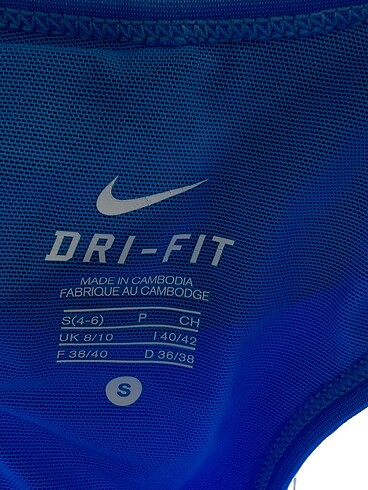 DRI-FIT
MADE IN CAMBODIA
FABRIQUE AU CAMBODGE
S(4-6) P CH
UK 8/10 I 40/42
F 38/40 D 36/38
S